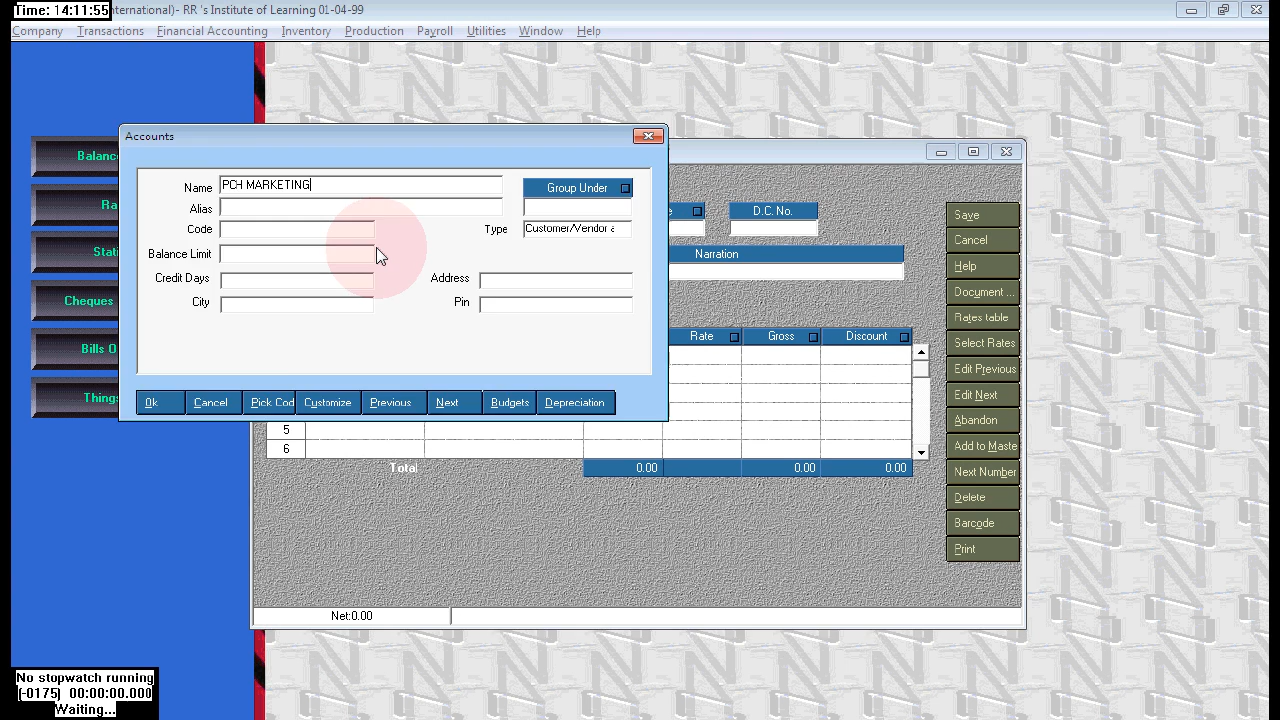 Time: 14:11:55
International)- RR 's Institute of Learning 01-04-99
Company Transactions Financial Accounting Inventory Production Payroll Utilities Window Help
Accounts
Name PCH MARKETING
Group Under
Alias
Code
Type Customer/Vendor
Balance Limit
Credit Days
Address
City
Pin
Ok Cancel Pick Cod Customize Previous Next Budgets Depreciation
Balanc
Ra
Stati
Cheques
Bills O
Things
D.C. No.
Narration
Rate Gross Discount
5
6
Total 0.00 0.00 0.00
Net:0.00
Save
Cancel
Help
Document ...
Rates table
Select Rates
Edit Previous
Edit Next
Abandon
Add to Maste
Next Number
Delete
Barcode
Print
No stopwatch running
[-0175] 00:00:00.000
Waiting...